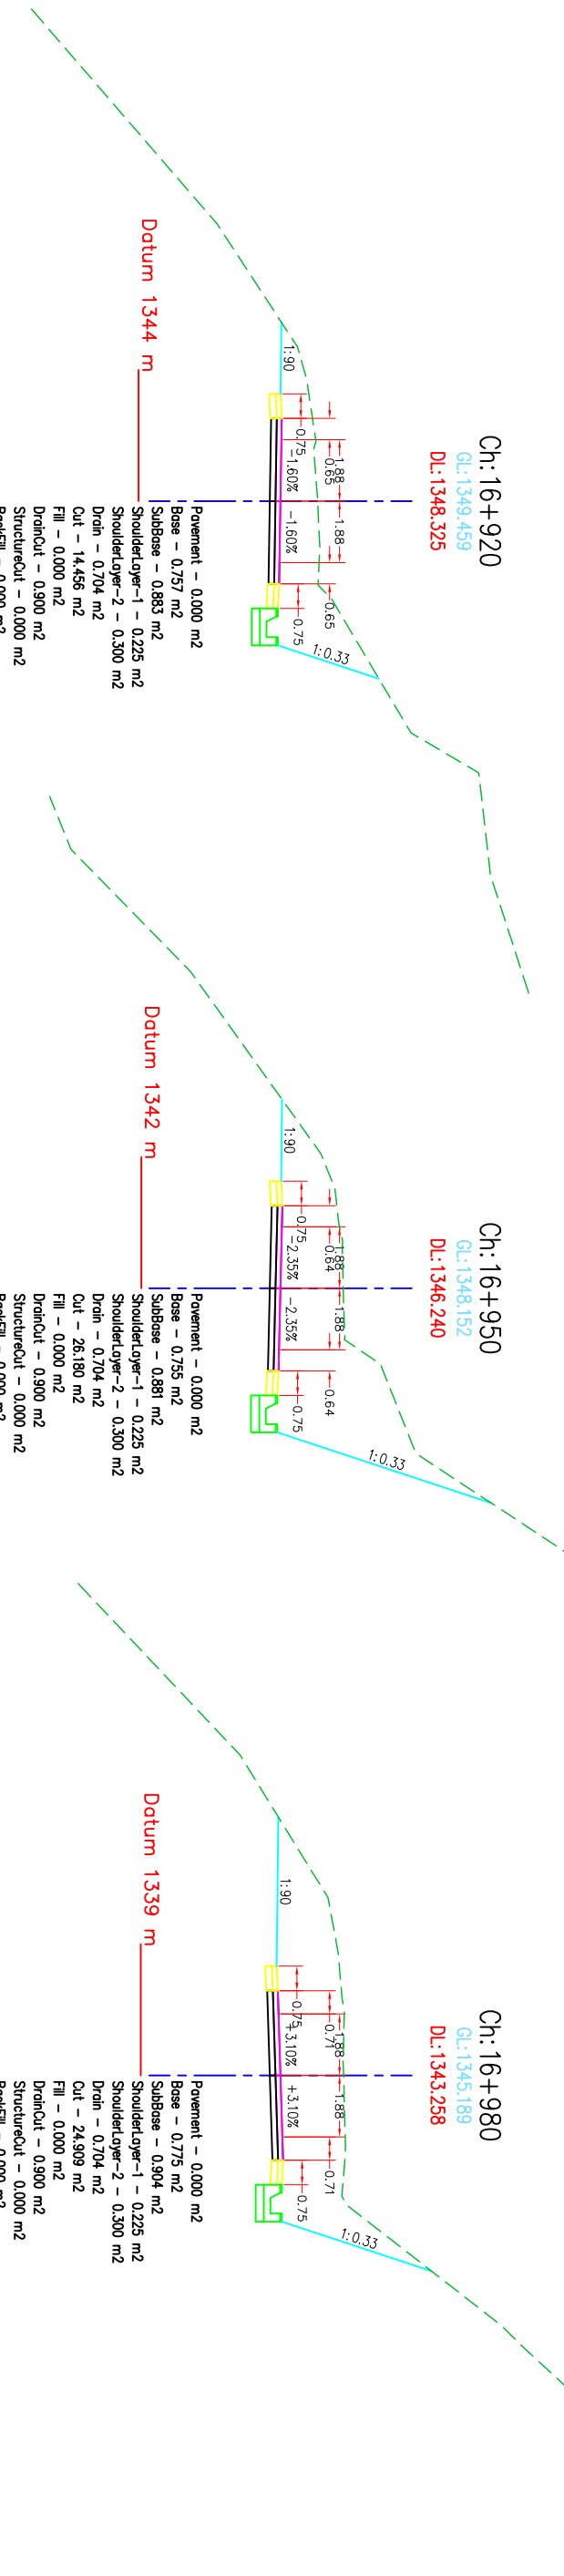 Ch:16+920
GL:1349.459
DL:1348.325
1.88
1.88
0.65
0.65
0.75
0.75
-1.60%
-1.60%
1:90
1:0.33
Datum 1344 m
Pavement - 0.000 m2
Base - 0.757 m2
SubBase - 0.883 m2
ShoulderLayer-1 - 0.225 m2
ShoulderLayer-2 - 0.300 m2
Drain - 0.704 m2
Cut - 14.456 m2
Fill - 0.000 m2
DrainCut - 0.900 m2
StructureCut - 0.000 m2
Ch:16+950
GL:1348.152
DL:1346.240
1.88
1.88
0.64
0.64
0.75
0.75
-2.35%
-2.35%
1:90
1:0.33
Datum 1342 m
Pavement - 0.000 m2
Base - 0.755 m2
SubBase - 0.881 m2
ShoulderLayer-1 - 0.225 m2
ShoulderLayer-2 - 0.300 m2
Drain - 0.704 m2
Cut - 26.180 m2
Fill - 0.000 m2
DrainCut - 0.900 m2
StructureCut - 0.000 m2
Ch:16+980
GL:1345.189
DL:1343.258
1.88
1.88
0.71
0.71
0.75
0.75
+3.10%
+3.10%
1:90
1:0.33
Datum 1339 m
Pavement - 0.000 m2
Base - 0.775 m2
SubBase - 0.904 m2
ShoulderLayer-1 - 0.225 m2
ShoulderLayer-2 - 0.300 m2
Drain - 0.704 m2
Cut - 24.909 m2
Fill - 0.000 m2
DrainCut - 0.900 m2
StructureCut - 0.000 m2